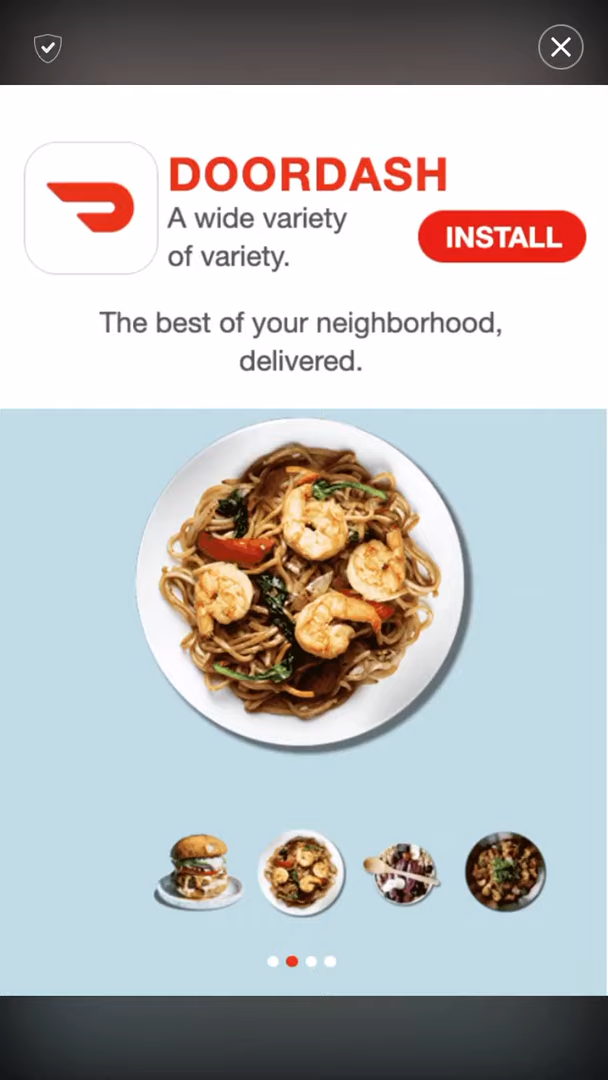 DOORDASH
A wide variety
of variety.
INSTALL
The best of your neighborhood,
delivered.